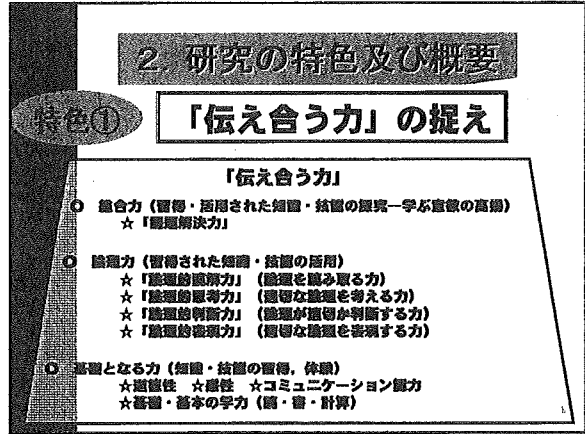 2. 研究の特色及び概要
特色①
「伝え合う力」の捉え
「伝え合う力」
総合力（習得・活用された知識・技能の探究―学ぶ意欲の高揚）
☆「課題解決力」
論理力（習得された知識・技能の活用）
☆「論理的読解力」（論理を読み取る力）
☆「論理的思考力」（適切な論理を考える力）
☆「論理的判断力」（論理が適切か判断する力）
☆「論理的表現力」（適切な論理を表現する力）
基礎となる力（知識・技能の習得，体験）
☆道徳性　☆感性　☆コミュニケーション能力
☆基礎・基本の学力（読・書・計算）